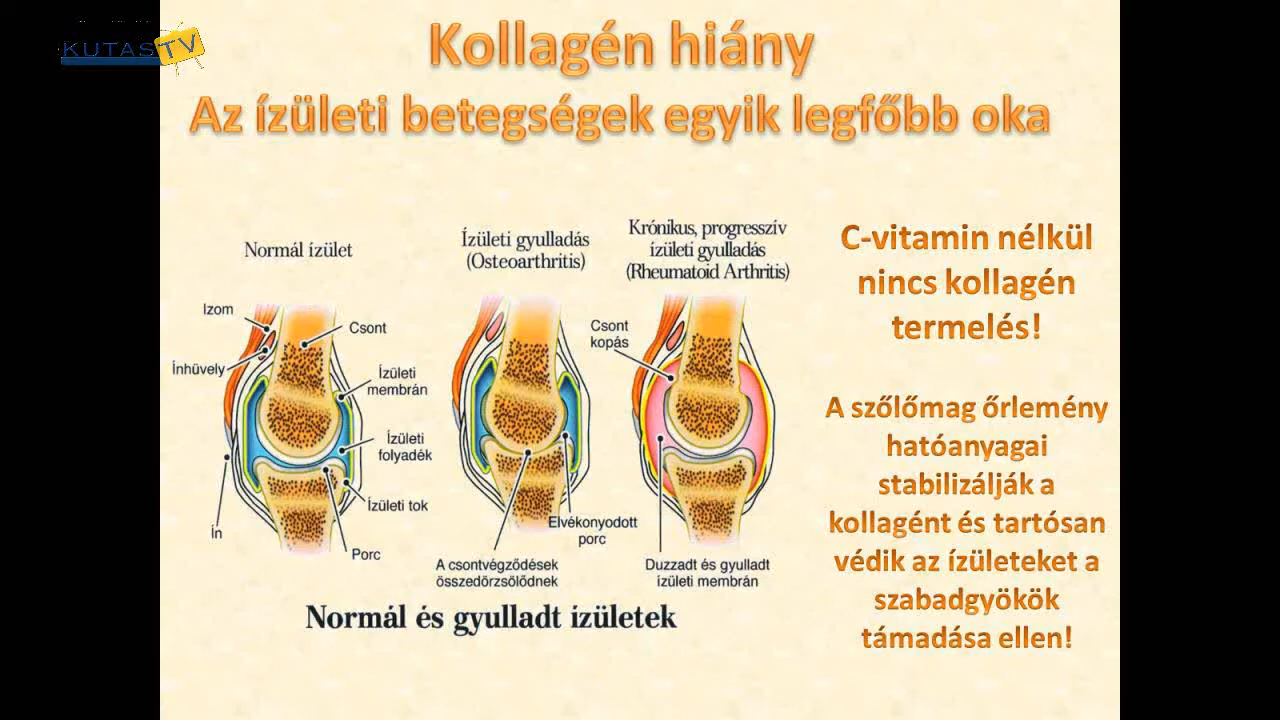 KUTAS TV
Kollagén hiány
Az ízületi betegségek egyik legfőbb oka
Normál ízület
Izom
Ínhüvely
Csont
Ízületi
membrán
Ízületi
folyadék
Ízületi tok
Ín
Porc
Ízületi gyulladás
(Osteoarthritis)
Elvékonyodott
porc
A csontvégződések
összedörzsölődnek
Krónikus, progresszív
ízületi gyulladás
(Rheumatoid Arthritis)
Csont
kopás
Duzzadt és gyulladt
ízületi membrán
Normál és gyulladt ízületek
C-vitamin nélkül
nincs kollagén
termelés!
A szőlőmag őrlemény
hatóanyagai
stabilizálják a
kollagént és tartósan
védik az ízületeket a
szabadgyökök
támadása ellen!